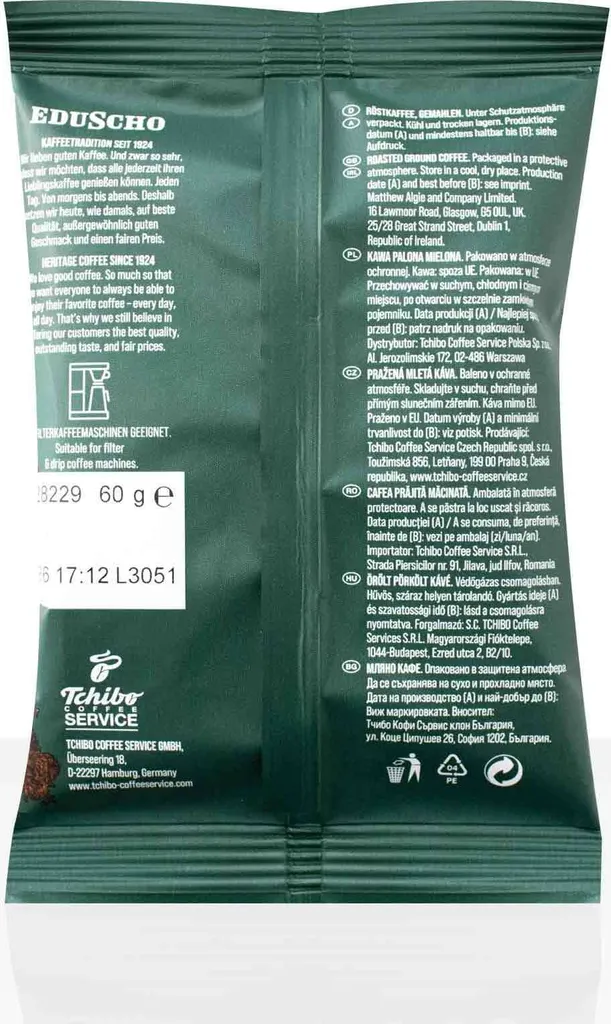 EDUSCHO
KAFFEETRADITION SEIT 1924
Wir lieben guten Kaffee. Und zwar so sehr,
dass wir möchten, dass alle jederzeit ihren
Lieblingskaffee genießen können. Jeden
Tag. Von morgens bis abends. Deshalb
setzen wir heute, wie damals, auf beste
Qualität, außergewöhnlich guten
Geschmack und einen fairen Preis.
HERITAGE COFFEE SINCE 1924
We love good coffee. So much so that
we want everyone to always be able to
enjoy their favorite coffee – every day,
all day. That's why we still believe in
offering our customers the best quality,
outstanding taste, and fair prices.
FILTERKAFFEEMASCHINEN GEEIGNET.
Suitable for filter
& drip coffee machines.
28229 60 g e
17:12 L3051
Tchibo
COFFEE
SERVICE
TCHIBO COFFEE SERVICE GMBH,
Überseering 18,
D-22297 Hamburg, Germany
www.tchibo-coffeeservice.com
D RÖSTKAFFEE, GEMAHLEN. Unter Schutzatmosphäre
A verpackt. Kühl und trocken lagern. Produktions-
datum (A) und mindestens haltbar bis (B): siehe
Aufdruck.
GB ROASTED GROUND COFFEE. Packaged in a protective
IRL atmosphere. Store in a cool, dry place. Production
date (A) and best before (B): see imprint.
Matthew Algie and Company Limited.
16 Lawmoor Road, Glasgow, G5 0UL, UK.
25/28 Great Strand Street, Dublin 1,
Republic of Ireland.
PL KAWA PALONA MIELONA. Pakowano w atmosferze
ochronnej. Kawa: spoza UE. Pakowana: w UE.
Przechowywać w suchym, chłodnym i ciemnym
miejscu, po otwarciu w szczelnie zamkniętym
pojemniku. Data produkcji (A) / Najlepiej spożyć
przed (B): patrz nadruk na opakowaniu.
Dystrybutor: Tchibo Coffee Service Polska Sp. z o.o.
Al. Jerozolimskie 172, 02-486 Warszawa
CZ PRAŽENÁ MLETÁ KÁVA. Baleno v ochranné
atmosféře. Skladujte v suchu, chraňte před
přímým slunečním zářením. Káva mimo EU.
Praženo v EU. Datum výroby (A) a minimální
trvanlivost do (B): viz potisk. Prodávající:
Tchibo Coffee Service Czech Republic spol. s r.o.,
Toužimská 856, Letňany, 199 00 Praha 9, Česká
republika, www.tchibo-coffeeservice.cz
RO CAFEA PRĂJITĂ MĂCINATĂ. Ambalată în atmosferă
protectoare. A se păstra la loc uscat și răcoros.
Data producției (A) / A se consuma, de preferință,
înainte de (B): vezi pe ambalaj (zi/luna/an).
Importator: Tchibo Coffee Service S.R.L.,
Strada Piersicilor nr. 91, Jilava, jud Ilfov, Romania
HU ŐRÖLT PÖRKÖLT KÁVÉ. Védőgázas csomagolásban.
Hűvös, száraz helyen tárolandó. Gyártás ideje (A)
és szavatossági idő (B): lásd a csomagolásra
nyomtatva. Forgalmazó: S.C. TCHIBO Coffee
Services S.R.L. Magyarországi Fióktelepe,
1044-Budapest, Ezred utca 2, B2/10.
BG МЛЯНО КАФЕ. Опаковано в защитена атмосфера
Да се съхранява на сухо и прохладно място.
Дата на производство (A) и най-добър до (B):
Виж маркировката. Вносител:
Тчибо Кофи Сървис клон България,
ул. Коце Ципушев 26, София 1202, България.
04
PE